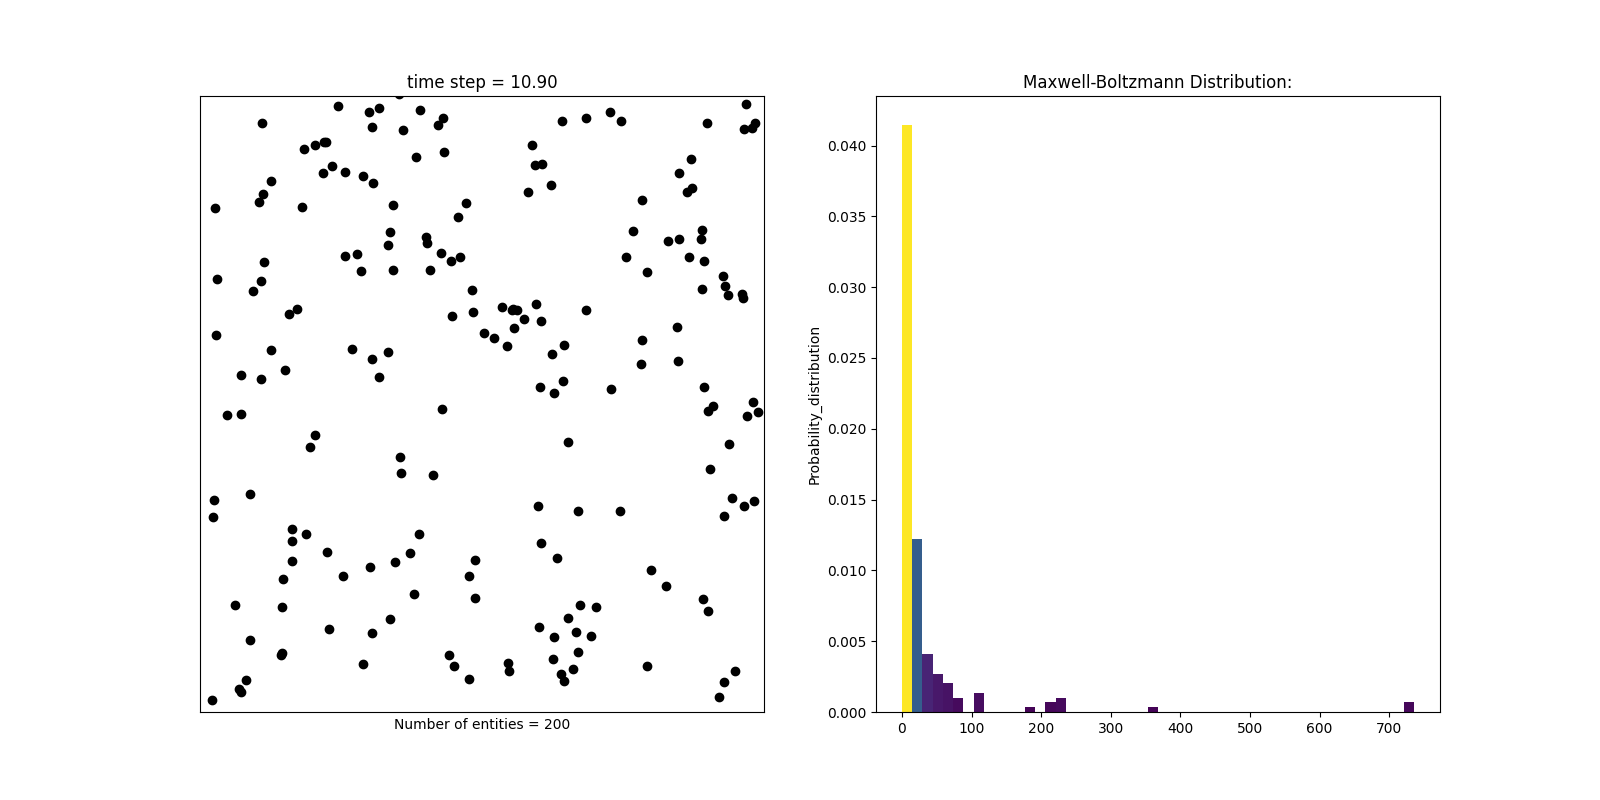 time step = 10.90
Number of entities = 200
Maxwell-Boltzmann Distribution:
Probability_distribution
0.040
0.035
0.030
0.025
0.020
0.015
0.010
0.005
0.000
0 100 200 300 400 500 600 700